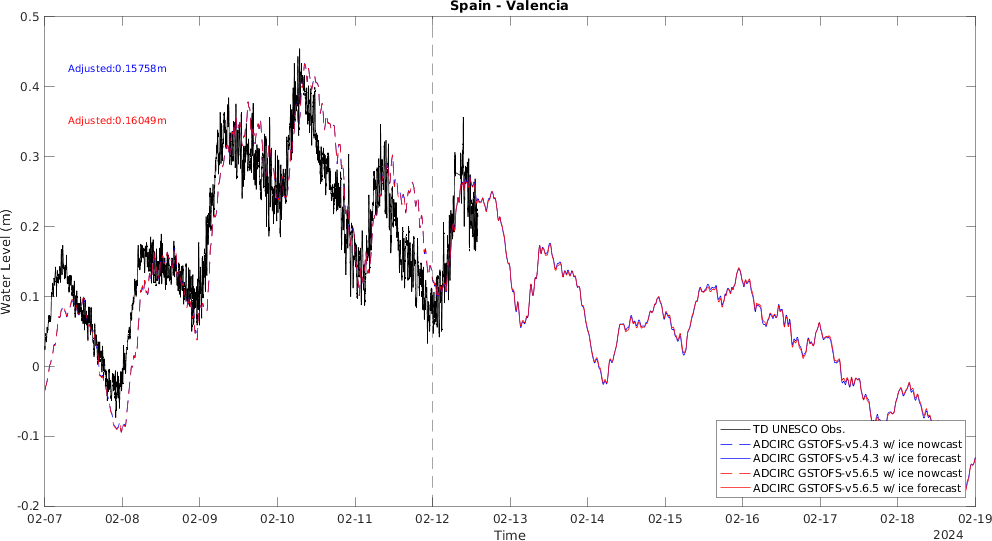 Spain - Valencia
0.5
0.4
0.3
0.2
0.1
0
-0.1
-0.2
Water Level (m)
Adjusted:0.15758m
Adjusted:0.16049m
TD UNESCO Obs.
ADCIRC GSTOFS-v5.4.3 w/ ice nowcast
ADCIRC GSTOFS-v5.4.3 w/ ice forecast
ADCIRC GSTOFS-v5.6.5 w/ ice nowcast
ADCIRC GSTOFS-v5.6.5 w/ ice forecast
02-07 02-08 02-09 02-10 02-11 02-12 02-13 02-14 02-15 02-16 02-17 02-18 02-19
Time
2024